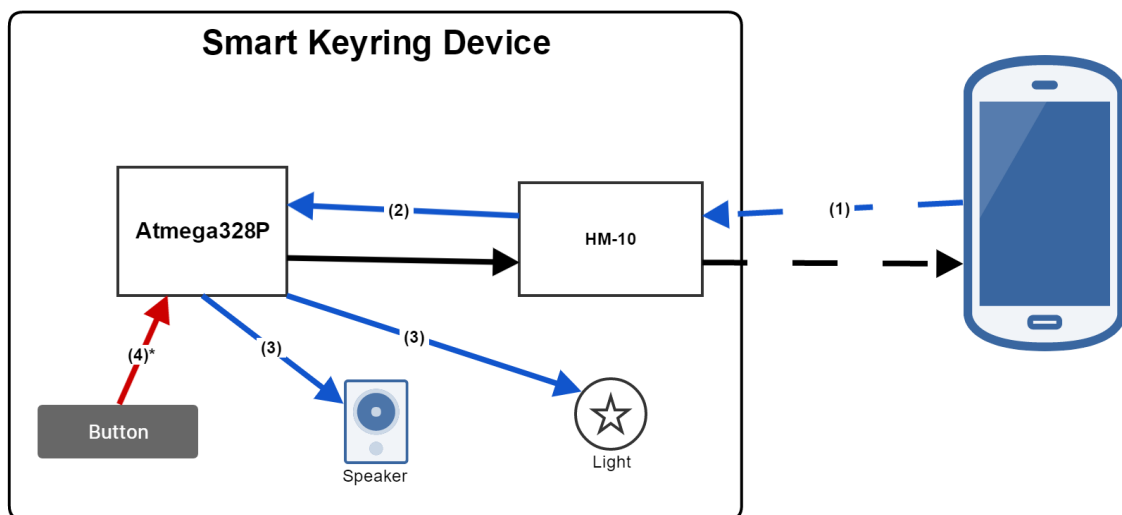 Smart Keyring Device
(1)
(2)
Atmega328P
HM-10
(3)
(3)
(4)*
Button
Speaker
Light